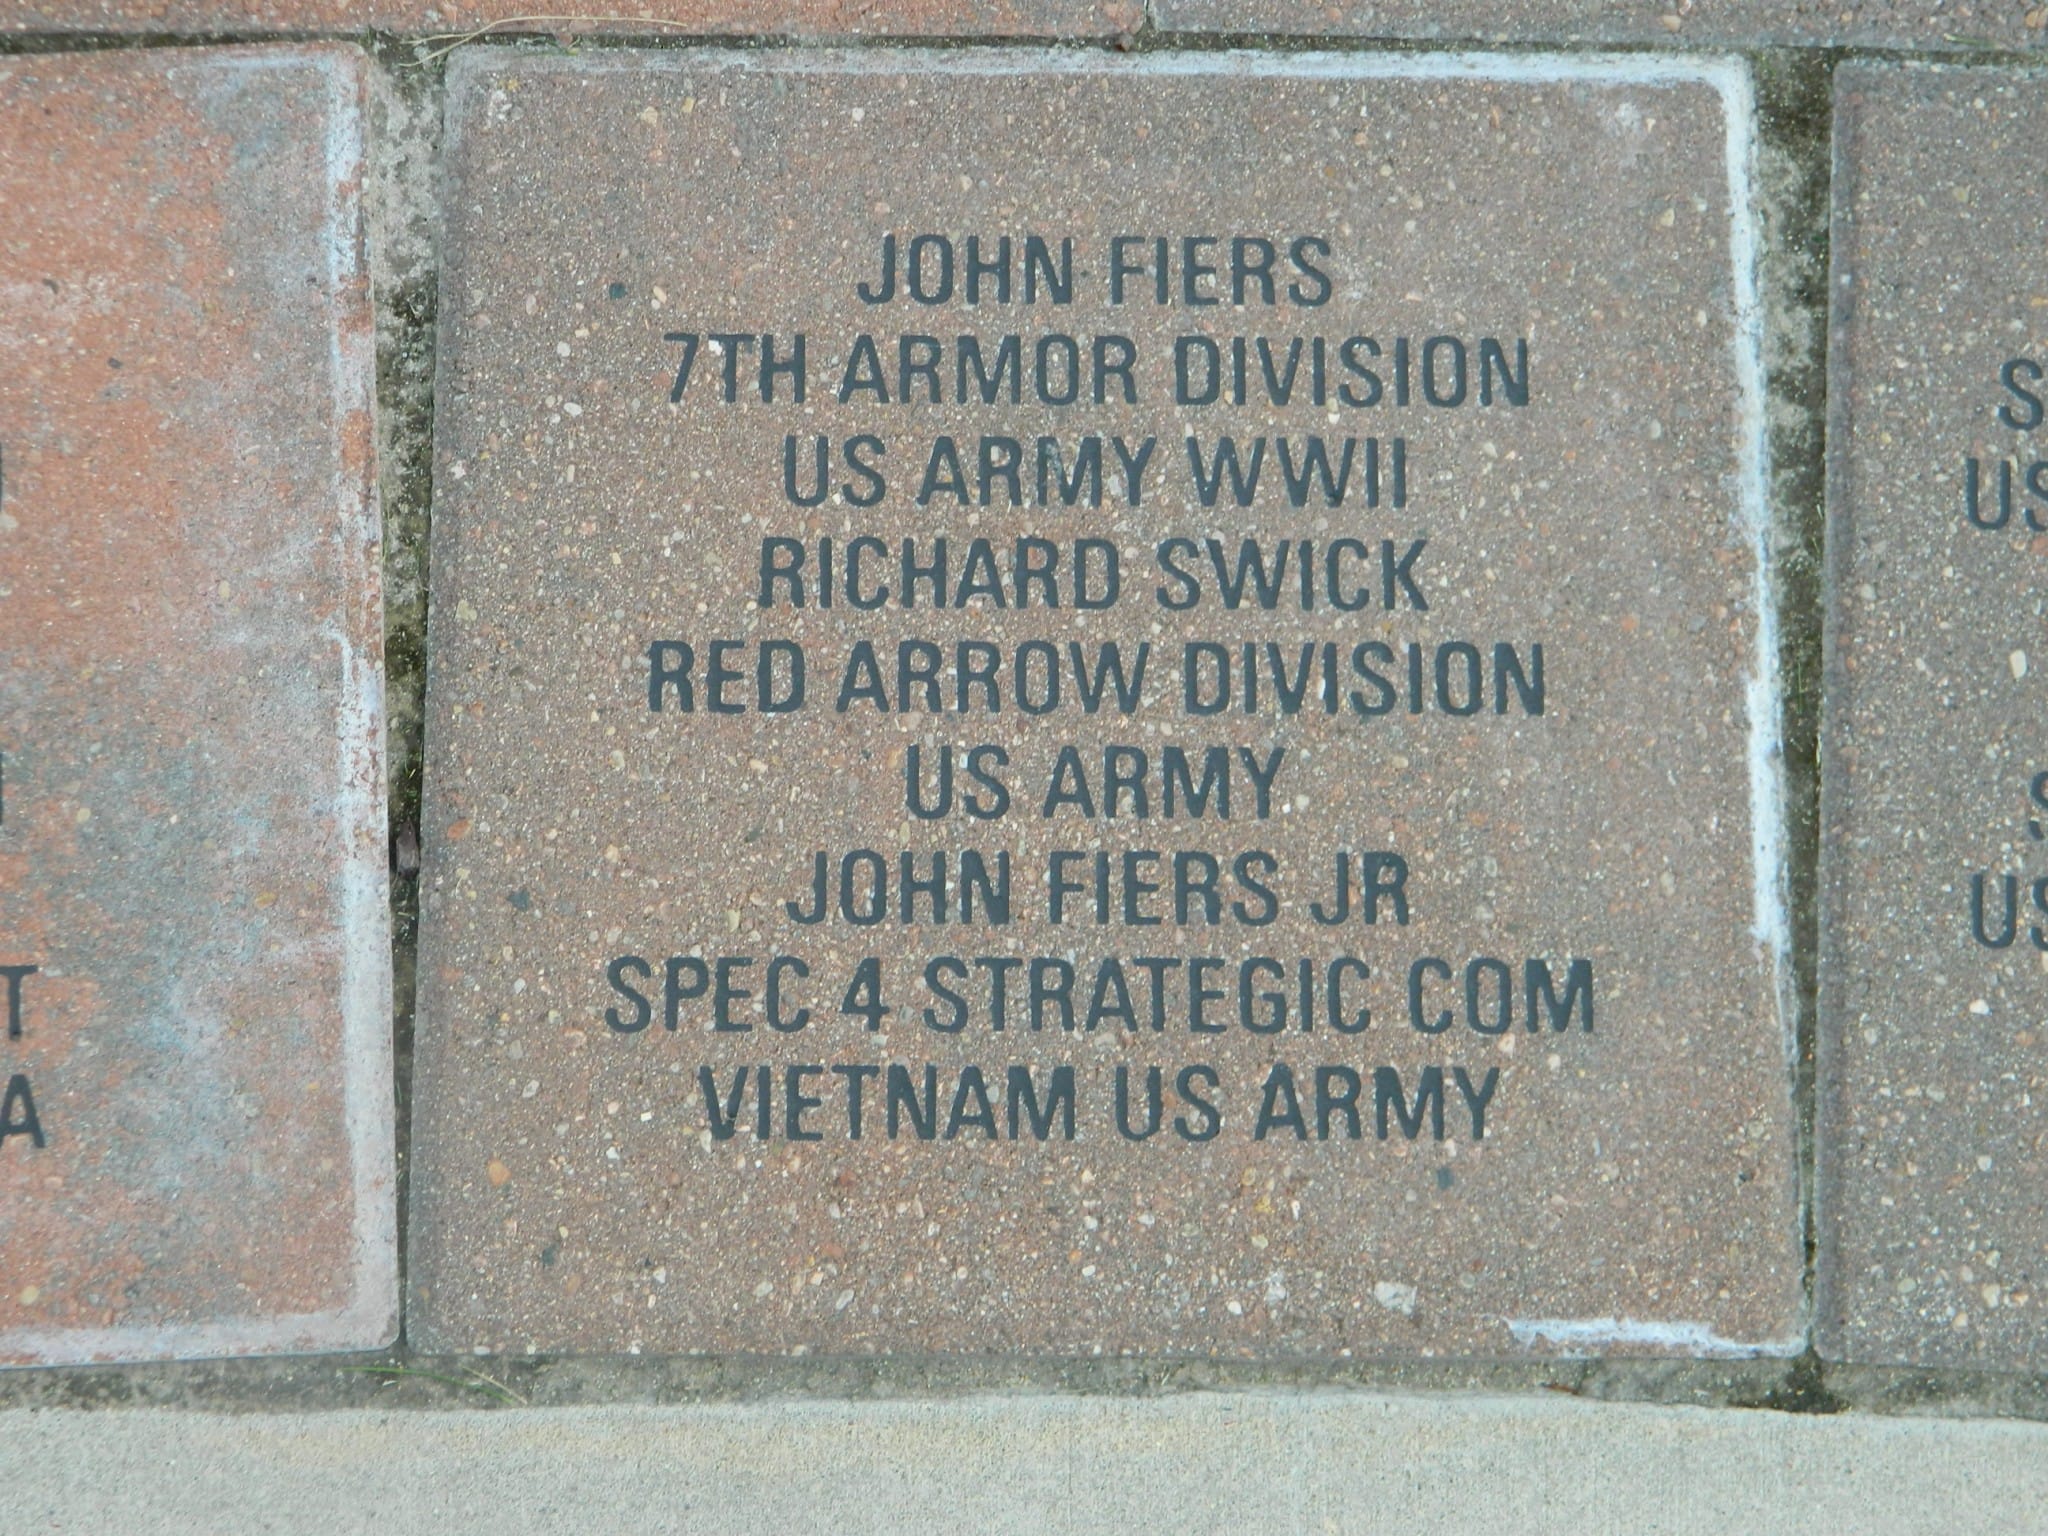 JOHN FIERS
7TH ARMOR DIVISION
US ARMY WWII
RICHARD SWICK
RED ARROW DIVISION
US ARMY
JOHN FIERS JR
SPEC 4 STRATEGIC COM
VIETNAM US ARMY